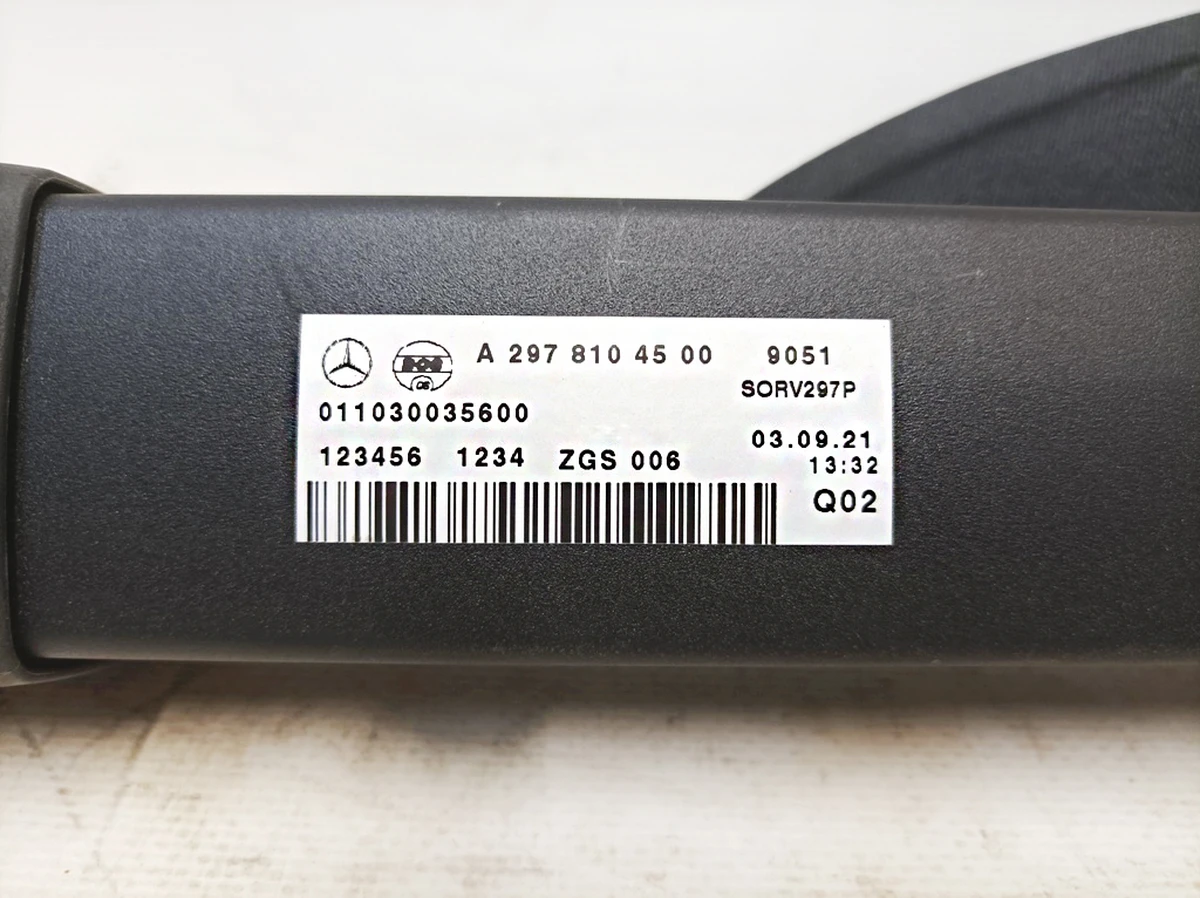 A 297 810 45 00 9051
SORV297P
011030035600
03.09.21
123456 1234 ZGS 006
13:32
Q02